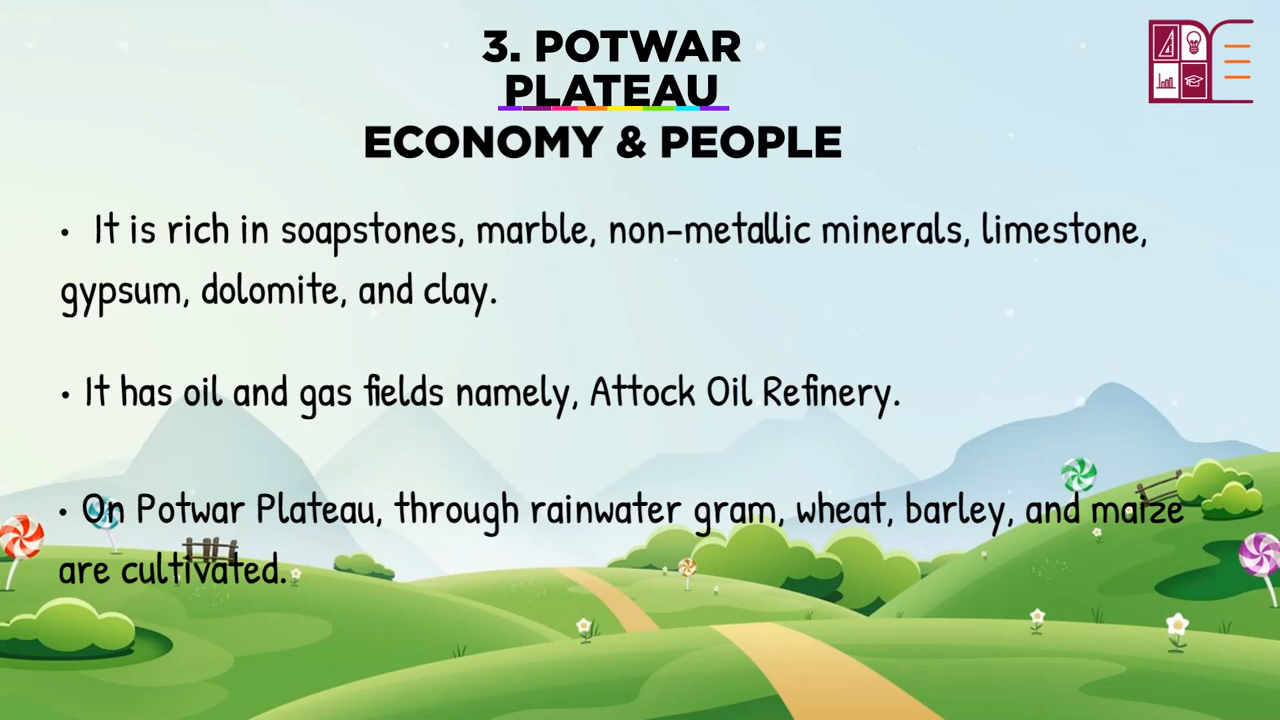 3. POTWAR
PLATEAU
ECONOMY & PEOPLE
• It is rich in soapstones, marble, non-metallic minerals, limestone,
gypsum, dolomite, and clay.
• It has oil and gas fields namely, Attock Oil Refinery.
• On Potwar Plateau, through rainwater gram, wheat, barley, and maize
are cultivated.